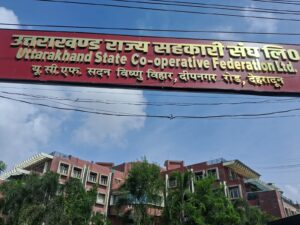 उत्तराखण्ड राज्य सहकारी संघ लि0
Uttarakhand State Co-operative Federation Ltd.
यू.सी.एफ. सदन विष्णु विहार, दीपनगर रोड, देहरादून